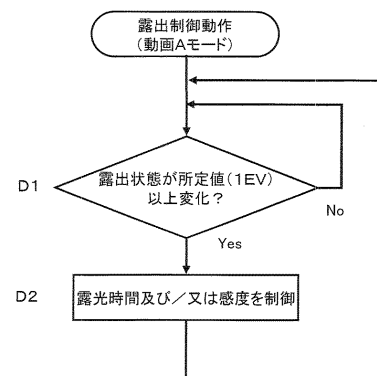 露出制御動作
(動画Aモード)
D1
露出状態が所定値(1EV)
以上変化?
No
Yes
D2
露光時間及び/又は感度を制御